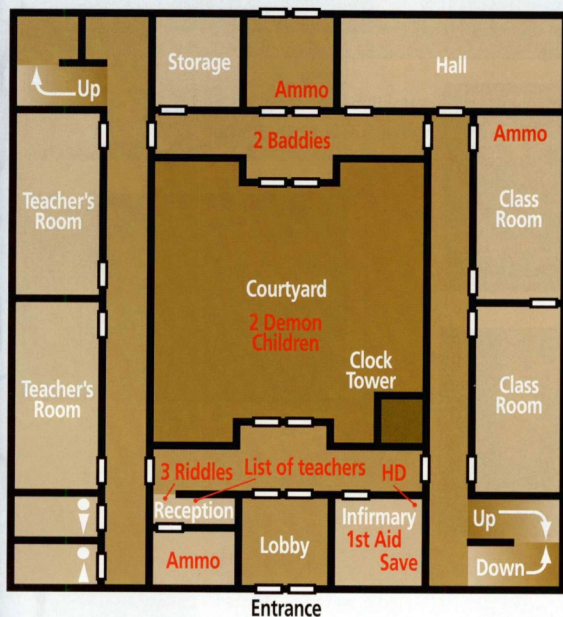 Storage
Hall
Up
Ammo
2 Baddies
Ammo
Teacher's
Room
Class
Room
Courtyard
2 Demon
Children
Clock
Tower
Teacher's
Room
Class
Room
3 Riddles
List of teachers
HD
Reception
Infirmary
1st Aid
Save
Ammo
Lobby
Up
Down
Entrance